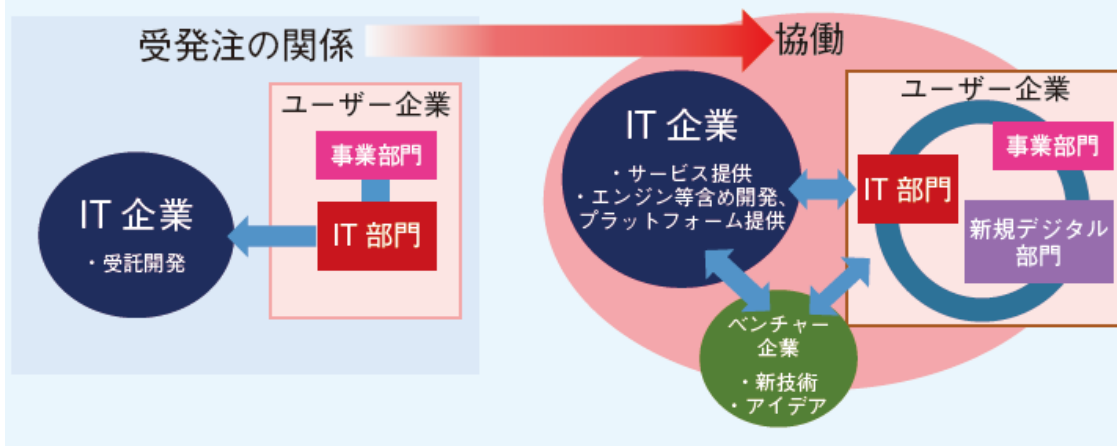 受発注の関係
協働
ユーザー企業
事業部門
IT 部門
IT 企業
・受託開発
IT 企業
・サービス提供
・エンジン等含め開発、
プラットフォーム提供
ユーザー企業
事業部門
IT 部門
新規デジタル
部門
ベンチャー
企業
・新技術
・アイデア